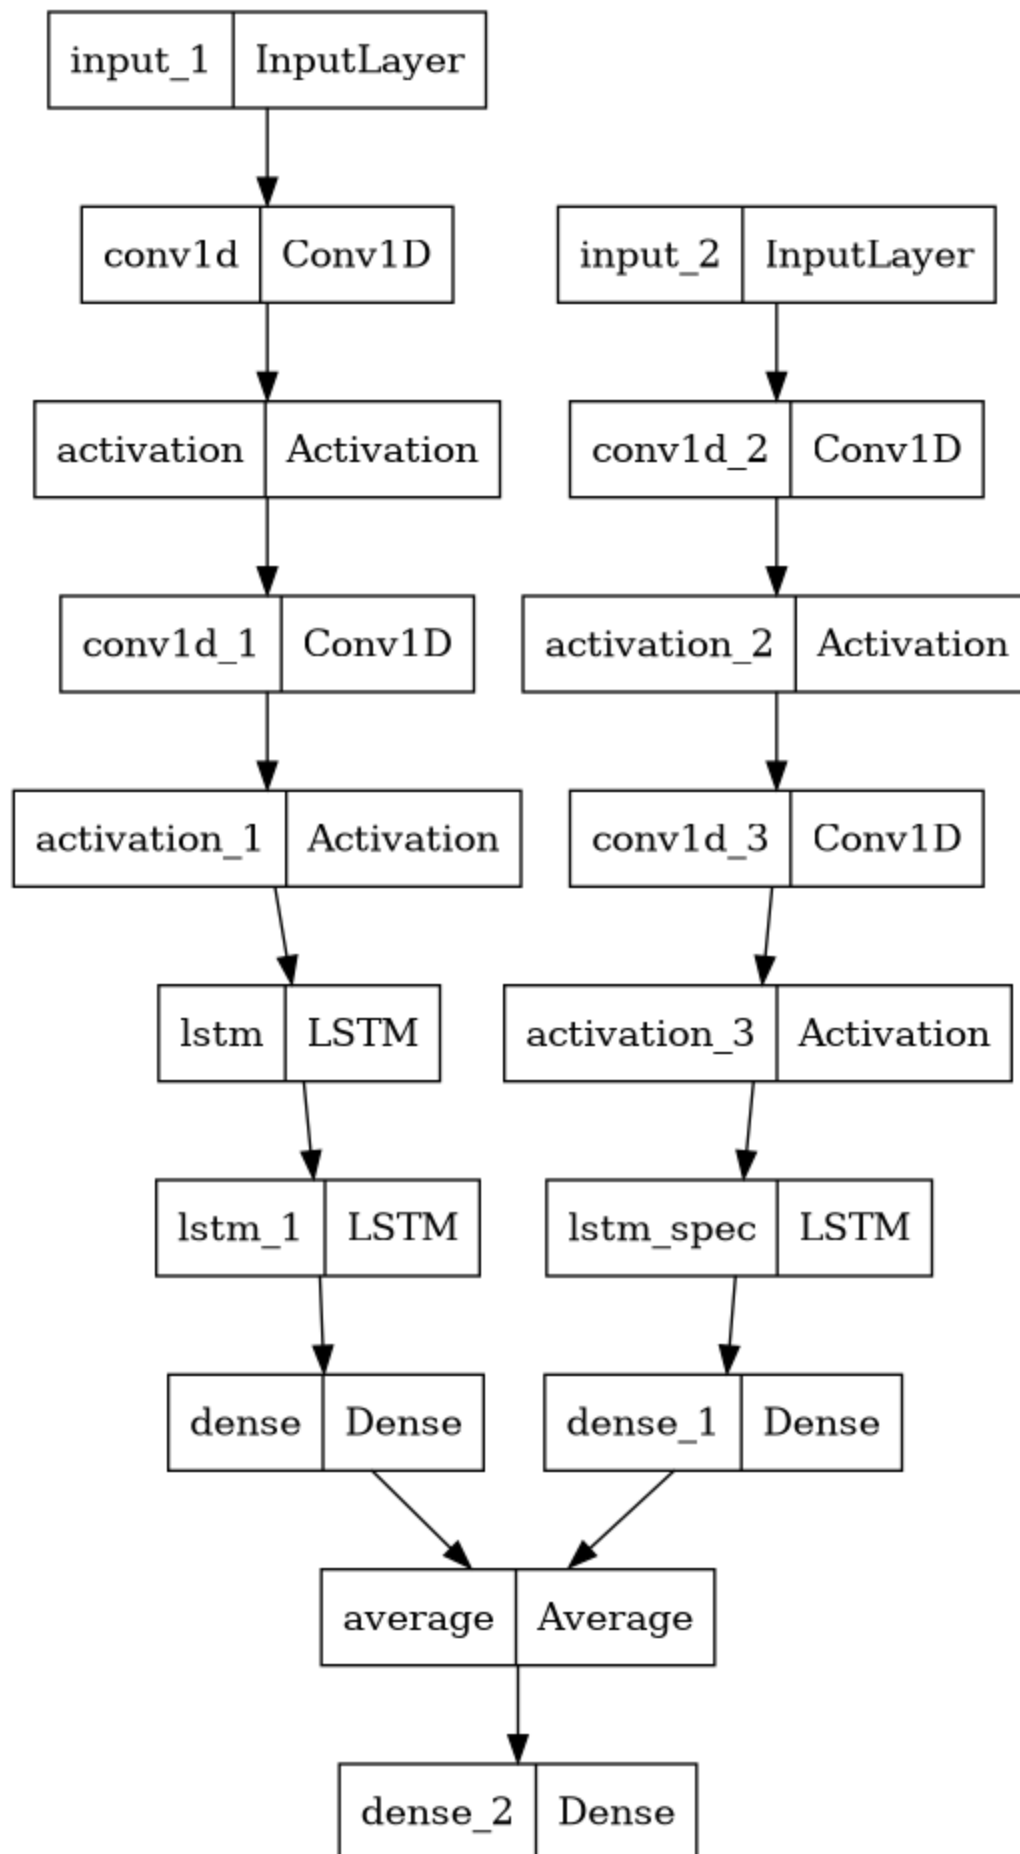 input_1 InputLayer
conv1d Conv1D
input_2 InputLayer
activation Activation
conv1d_2 Conv1D
conv1d_1 Conv1D
activation_2 Activation
activation_1 Activation
conv1d_3 Conv1D
lstm LSTM
activation_3 Activation
lstm_1 LSTM
lstm_spec LSTM
dense Dense
dense_1 Dense
average Average
dense_2 Dense